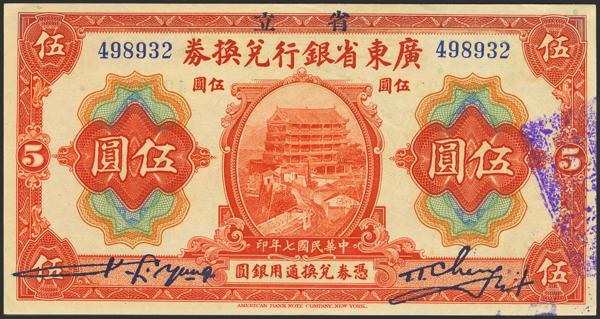 省立
伍 伍
廣東省銀行兌換券
498932 498932
伍圓 伍圓
伍圓 伍圓
5 5
中華民國七年印
憑券兌換通用銀圓
伍 伍
AMERICAN BANK NOTE COMPANY, NEW YORK.